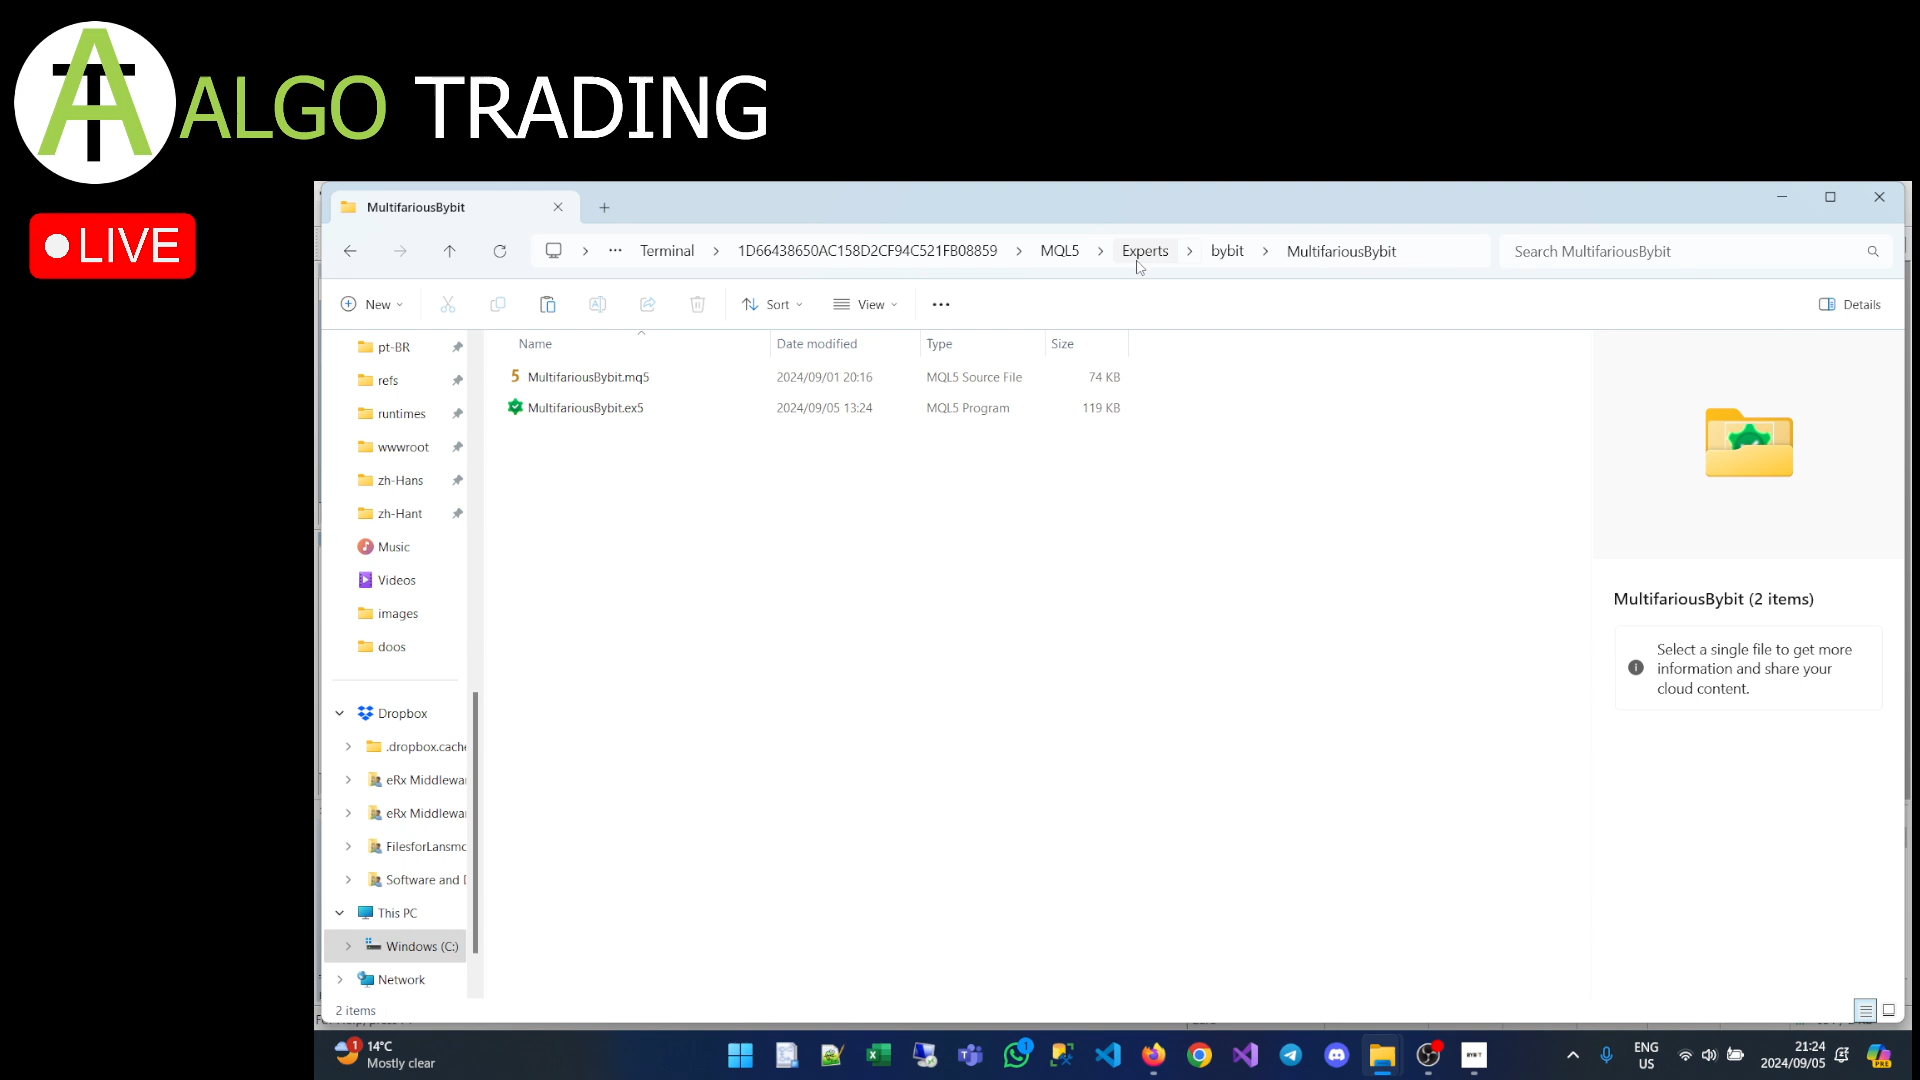 ALGO TRADING
LIVE
MultifariousBybit
Terminal > 1D66438650AC158D2CF94C521FB08859 > MQL5 > Experts > bybit > MultifariousBybit
Search MultifariousBybit
New
Sort
View
Details
Name Date modified Type Size
MultifariousBybit.mq5 2024/09/01 20:16 MQL5 Source File 74 KB
MultifariousBybit.ex5 2024/09/05 13:24 MQL5 Program 119 KB
pt-BR
refs
runtimes
wwwroot
zh-Hans
zh-Hant
Music
Videos
images
doos
Dropbox
.dropbox.cache
eRx Middlewa
eRx Middlewa
FilesforLansmo
Software and
This PC
Windows (C:)
Network
MultifariousBybit (2 items)
Select a single file to get more
information and share your
cloud content.
2 items
14°C
Mostly clear
ENG
US
21:24
2024/09/05